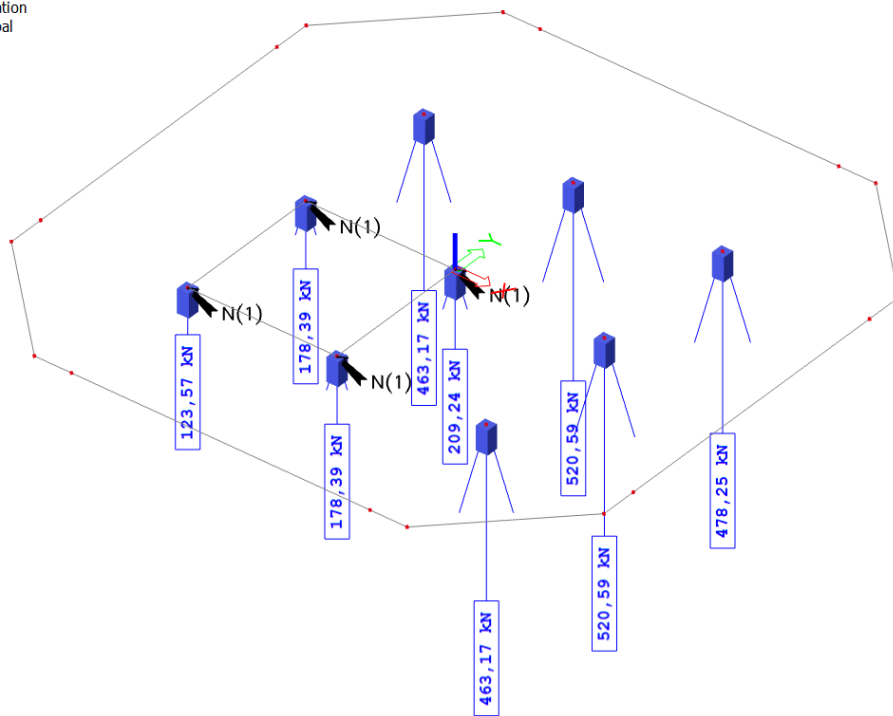 ation
bal
N(1)
N(1)
N(1)
N(1)
Y
X
123,57 kN
178,39 kN
178,39 kN
463,17 kN
209,24 kN
463,17 kN
520,59 kN
520,59 kN
478,25 kN